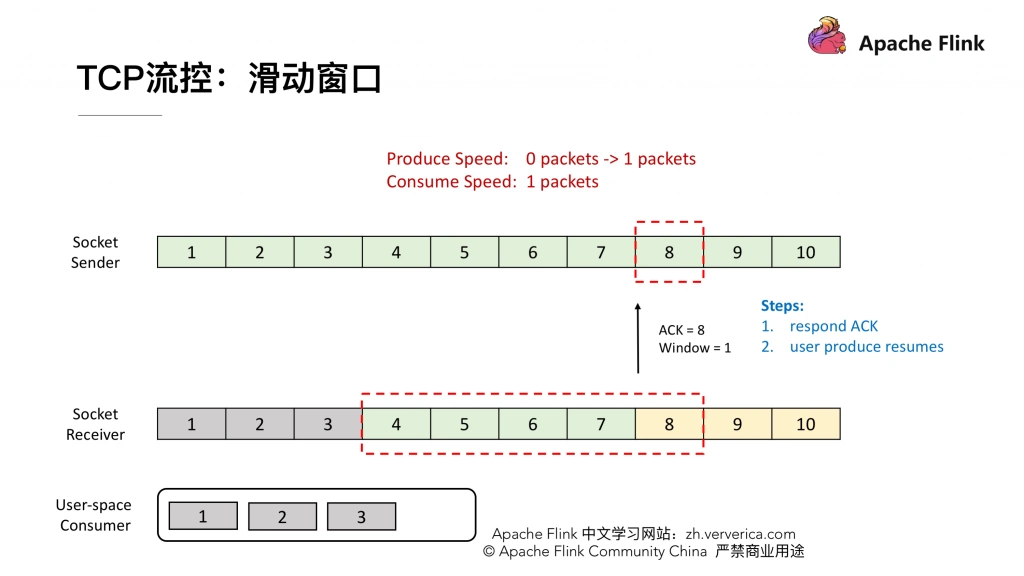 Apache Flink
TCP流控：滑动窗口
Produce Speed: 0 packets -> 1 packets
Consume Speed: 1 packets
Socket
Sender
1 2 3 4 5 6 7 8 9 10
ACK = 8
Window = 1
Steps:
1. respond ACK
2. user produce resumes
Socket
Receiver
1 2 3 4 5 6 7 8 9 10
User-space
Consumer
1 2 3
Apache Flink 中文学习网站：zh.ververica.com
© Apache Flink Community China 严禁商业用途